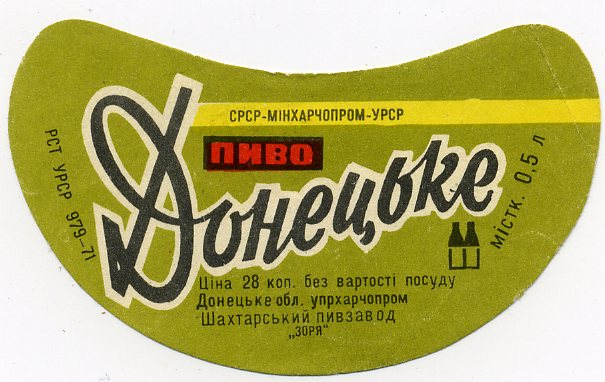 СРСР-МІНХАРЧОПРОМ-УРСР
ПИВО
Донецьке
РСТ УРСР 976-71
містк. 0,5 л
Ціна 28 коп. без вартості посуду
Донецьке обл. упрхарчопром
Шахтарський пивзавод
„ЗОРЯ“